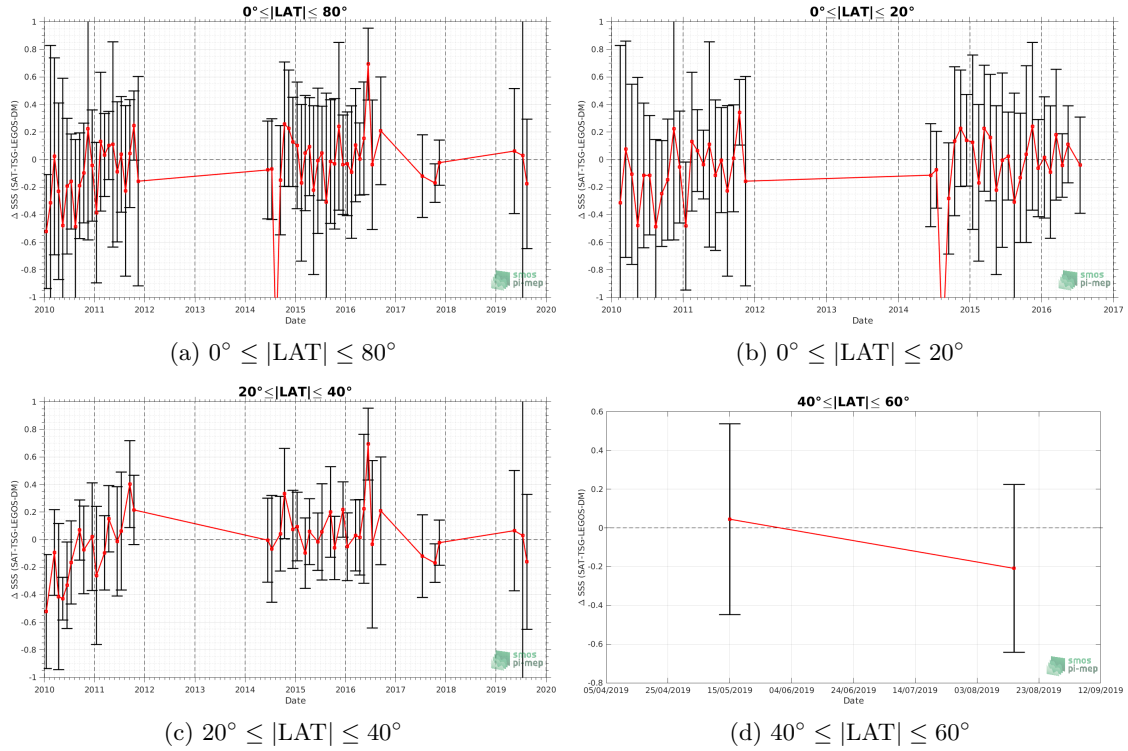 0°≤|LAT|≤ 80°
Δ SSS (SAT-TSG-LEGOS-DM)
1
0.8
0.6
0.4
0.2
0
-0.2
-0.4
-0.6
-0.8
-1
2010 2011 2012 2013 2014 2015 2016 2017 2018 2019 2020
Date
smos
pi-mep
(a) 0° ≤ |LAT| ≤ 80°
0°≤|LAT|≤ 20°
Δ SSS (SAT-TSG-LEGOS-DM)
1
0.8
0.6
0.4
0.2
0
-0.2
-0.4
-0.6
-0.8
-1
2010 2011 2012 2013 2014 2015 2016 2017
Date
smos
pi-mep
(b) 0° ≤ |LAT| ≤ 20°
20°≤|LAT|≤ 40°
Δ SSS (SAT-TSG-LEGOS-DM)
1
0.8
0.6
0.4
0.2
0
-0.2
-0.4
-0.6
-0.8
-1
2010 2011 2012 2013 2014 2015 2016 2017 2018 2019 2020
Date
smos
pi-mep
(c) 20° ≤ |LAT| ≤ 40°
40°≤|LAT|≤ 60°
Δ SSS (SAT-TSG-LEGOS-DM)
0.6
0.4
0.2
0
-0.2
-0.4
-0.6
-0.8
05/04/2019 25/04/2019 15/05/2019 04/06/2019 24/06/2019 14/07/2019 03/08/2019 23/08/2019 12/09/2019
Date
smos
pi-mep
(d) 40° ≤ |LAT| ≤ 60°